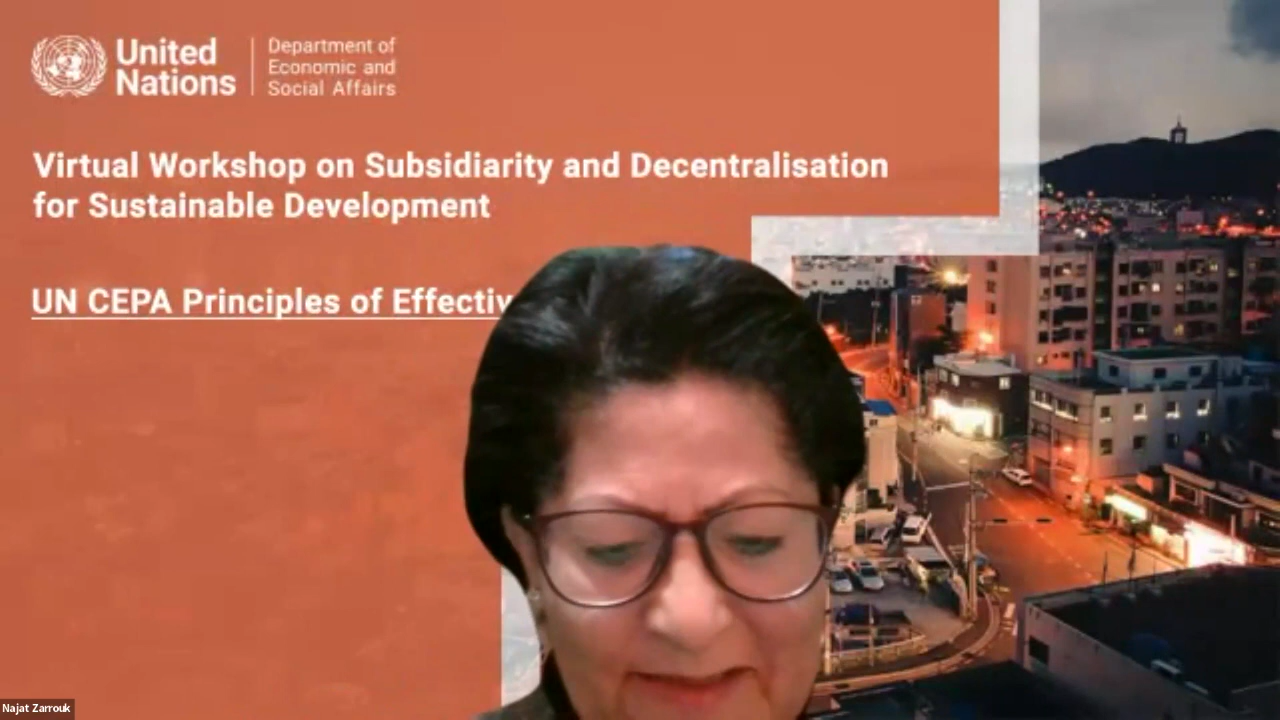 United
Nations
Department of
Economic and
Social Affairs
Virtual Workshop on Subsidiarity and Decentralisation
for Sustainable Development
UN CEPA Principles of Effectiv
Najat Zarrouk